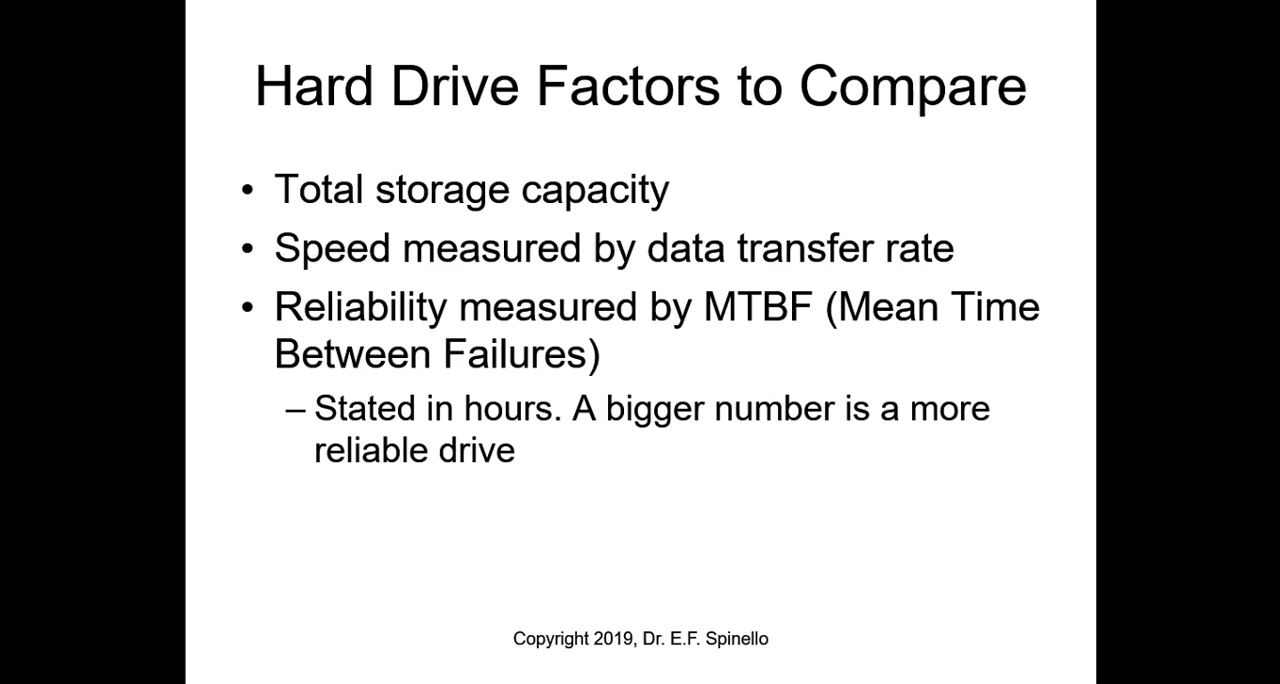 Hard Drive Factors to Compare
• Total storage capacity
• Speed measured by data transfer rate
• Reliability measured by MTBF (Mean Time
Between Failures)
– Stated in hours. A bigger number is a more
reliable drive
Copyright 2019, Dr. E.F. Spinello